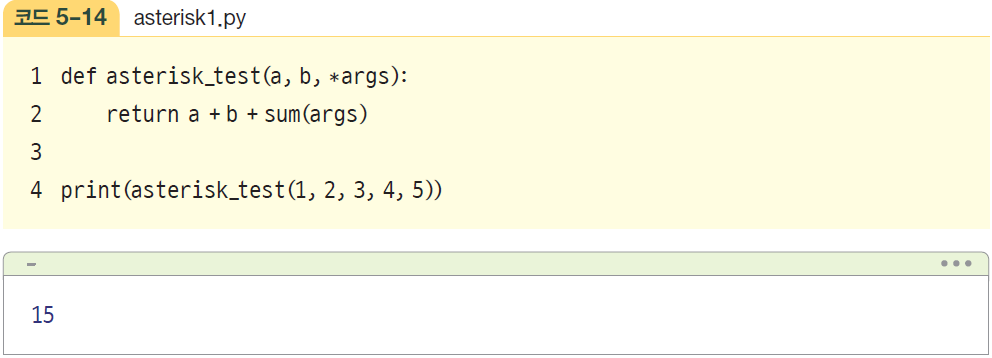 코드 5-14 asterisk1.py
1 def asterisk_test(a, b, *args):
2     return a + b + sum(args)
3
4 print(asterisk_test(1, 2, 3, 4, 5))
15